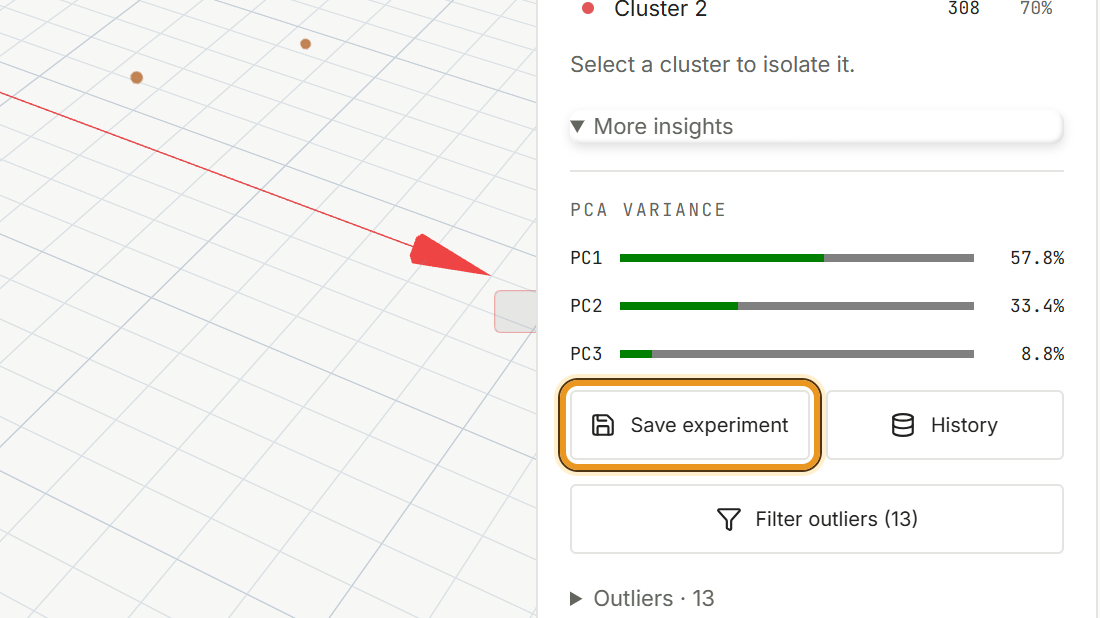 Cluster 2 308 70%
Select a cluster to isolate it.
More insights
PCA VARIANCE
PC1 57.8%
PC2 33.4%
PC3 8.8%
Save experiment History
Filter outliers (13)
Outliers · 13